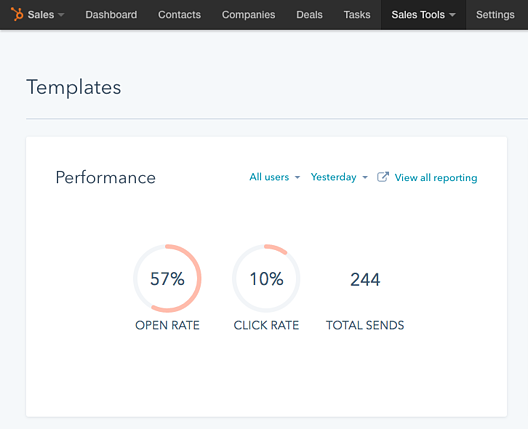 Sales Dashboard Contacts Companies Deals Tasks Sales Tools Settings
Templates
Performance All users Yesterday View all reporting
57% 10% 244
OPEN RATE CLICK RATE TOTAL SENDS